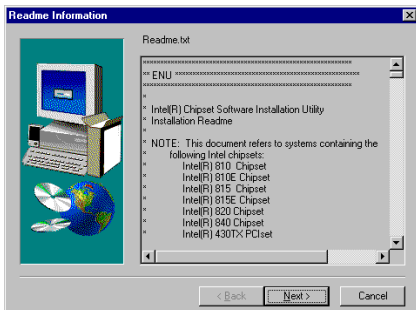 Readme Information
Readme.txt
** ENU **
* Intel(R) Chipset Software Installation Utility
* Installation Readme
*
* NOTE: This document refers to systems containing the
* following Intel chipsets:
* Intel(R) 810 Chipset
* Intel(R) 810E Chipset
* Intel(R) 815 Chipset
* Intel(R) 815E Chipset
* Intel(R) 820 Chipset
* Intel(R) 840 Chipset
* Intel(R) 430TX PCIset
< Back
Next >
Cancel